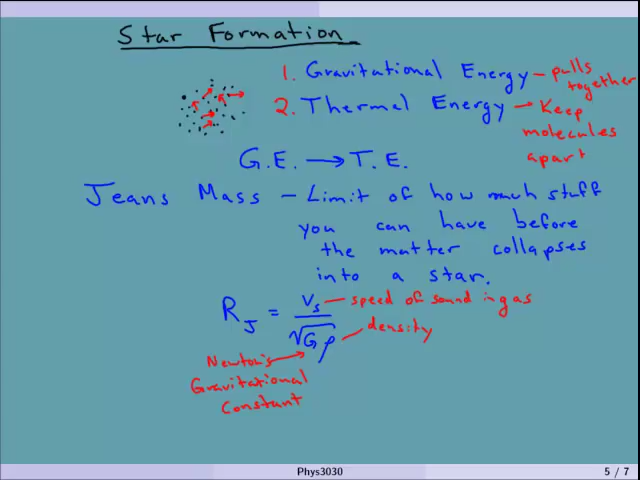 Star Formation
1. Gravitational Energy – pulls together
2. Thermal Energy → Keep molecules apart
G.E. → T.E.
Jeans Mass – Limit of how much stuff
you can have before
the matter collapses
into a star.
R_J = v_s / √Gρ
speed of sound in gas
density
Newton's
Gravitational
Constant
Phys3030
5 / 7